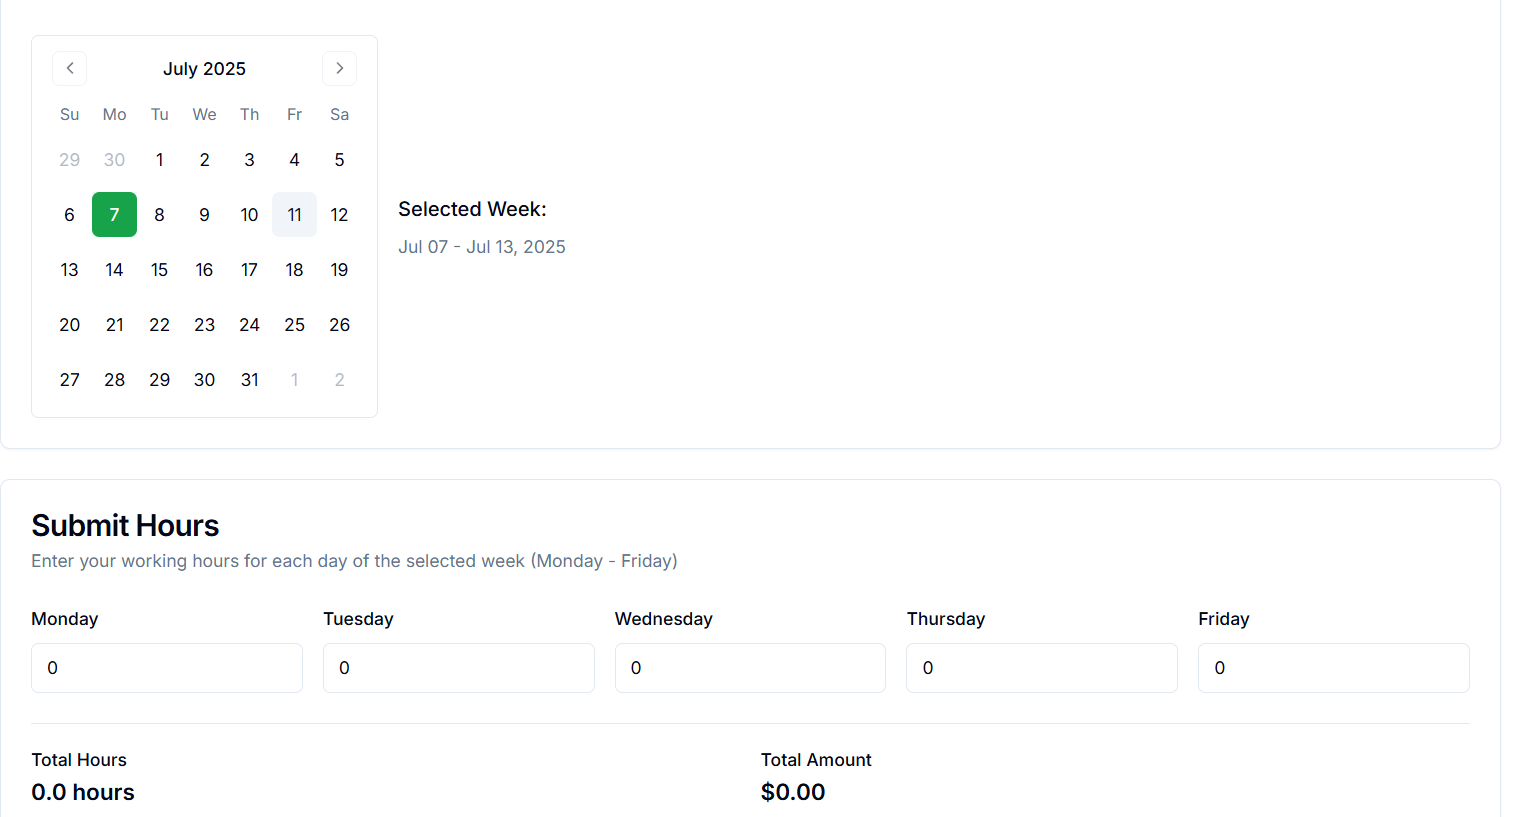 July 2025
Su Mo Tu We Th Fr Sa
29 30 1 2 3 4 5
6 7 8 9 10 11 12
13 14 15 16 17 18 19
20 21 22 23 24 25 26
27 28 29 30 31 1 2
Selected Week:
Jul 07 - Jul 13, 2025
Submit Hours
Enter your working hours for each day of the selected week (Monday - Friday)
Monday Tuesday Wednesday Thursday Friday
0 0 0 0 0
Total Hours Total Amount
0.0 hours $0.00